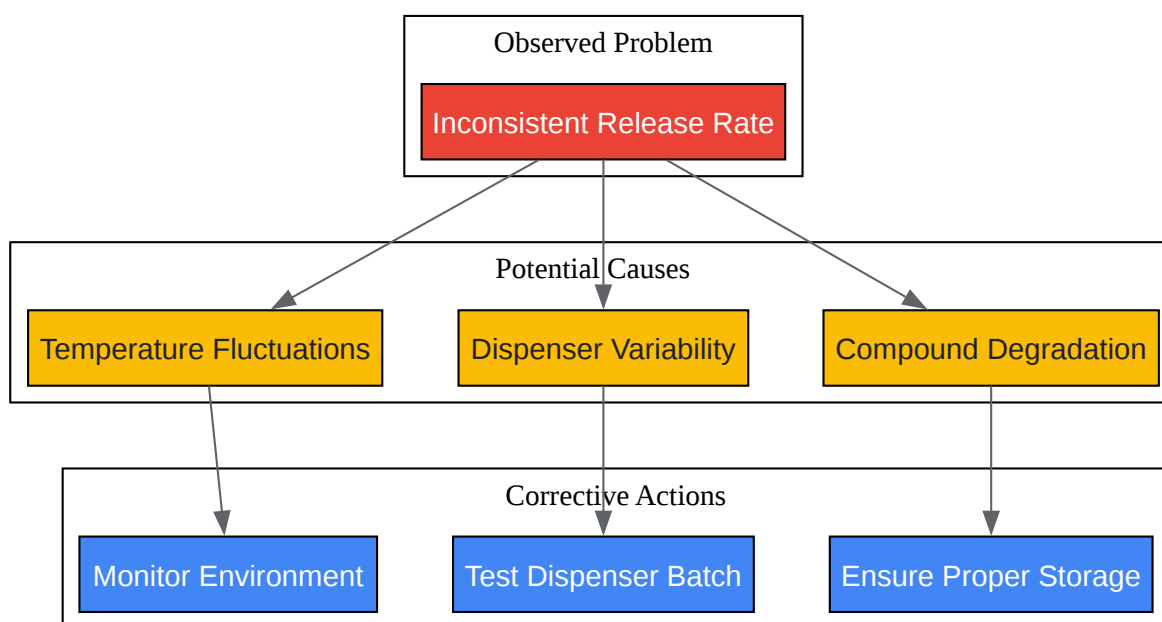 Observed Problem
Inconsistent Release Rate
Potential Causes
Temperature Fluctuations
Dispenser Variability
Compound Degradation
Corrective Actions
Monitor Environment
Test Dispenser Batch
Ensure Proper Storage